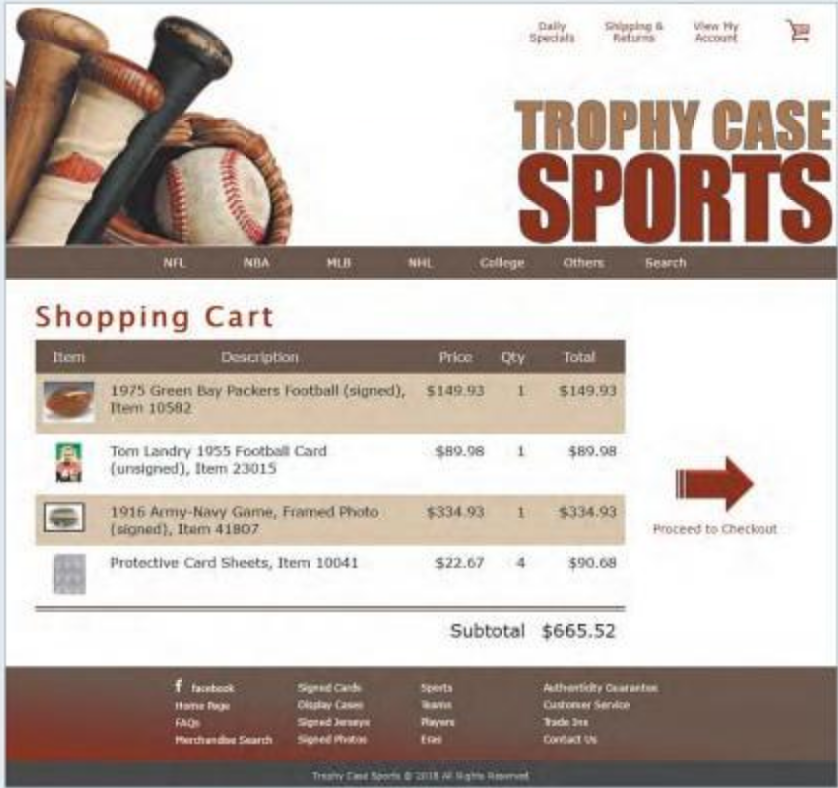 Daily Specials
Shipping & Returns
View My Account
TROPHY CASE
SPORTS
NFL NBA MLB NHL College Others Search
Shopping Cart
Item Description Price Qty Total
1975 Green Bay Packers Football (signed), $149.93 1 $149.93
Item 10582
Tom Landry 1955 Football Card $89.98 1 $89.98
(unsigned), Item 23015
1916 Army-Navy Game, Framed Photo $334.93 1 $334.93
(signed), Item 41807
Protective Card Sheets, Item 10041 $22.67 4 $90.68
Proceed to Checkout
Subtotal $665.52
f facebook Signed Cards Sports Authenticity Guarantee
Home Page Display Cases Teams Customer Service
FAQs Signed Jerseys Players Trade Ins
Merchandise Search Signed Photos Eras Contact Us
Trophy Case Sports © 2018 All Rights Reserved